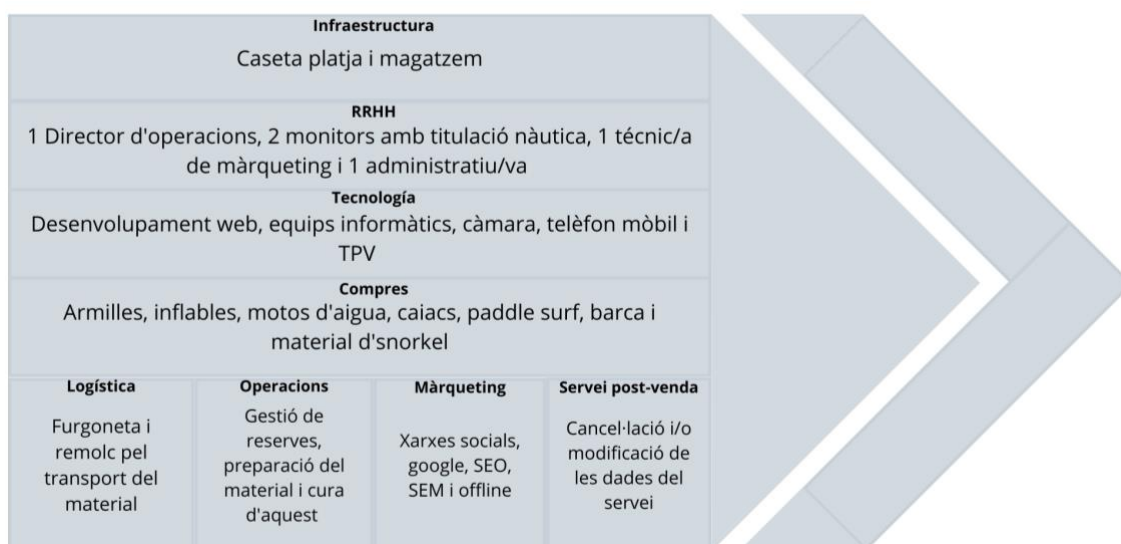 Infraestructura
Caseta platja i magatzem
RRHH
1 Director d'operacions, 2 monitors amb titulació nàutica, 1 técnic/a
de màrqueting i 1 administratiu/va
Tecnología
Desenvolupament web, equips informàtics, càmara, telèfon mòbil i
TPV
Compres
Armilles, inflables, motos d'aigua, caiacs, paddle surf, barca i
material d'snorkel
Logística
Furgoneta i
remolc pel
transport del
material
Operacions
Gestió de
reserves,
preparació del
material i cura
d'aquest
Màrqueting
Xarxes socials,
google, SEO,
SEM i offline
Servei post-venda
Cancel·lació i/o
modificació de
les dades del
servei